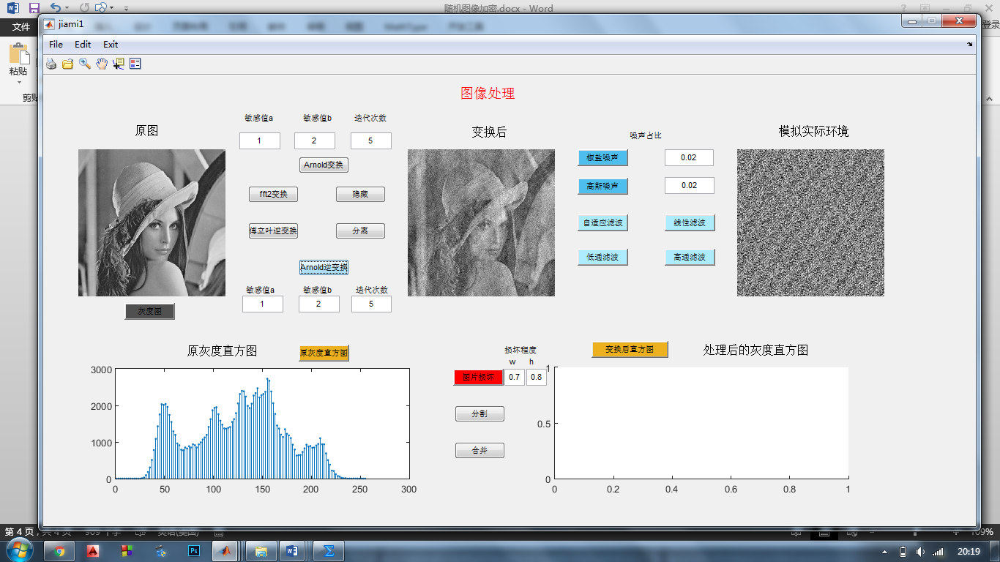 随机图像加密.docx - Word
文件
登录
jiami1
File Edit Exit
粘贴
图像处理
原图
敏感值a 敏感值b 迭代次数
1 2 5
Arnold变换
fft2变换 隐藏
傅立叶逆变换 分离
Arnold逆变换
敏感值a 敏感值b 迭代次数
1 2 5
灰度图
变换后
噪声占比
椒盐噪声 0.02
高斯噪声 0.02
自适应滤波 线性滤波
低通滤波 高通滤波
模拟实际环境
原灰度直方图 原灰度直方图
3000
2000
1000
0
0 50 100 150 200 250 300
损坏程度
w h
图片损坏 0.7 0.8
分割
合并
变换后直方图 处理后的灰度直方图
1
0.5
0
0 0.2 0.4 0.6 0.8 1
第 4 页
20:19